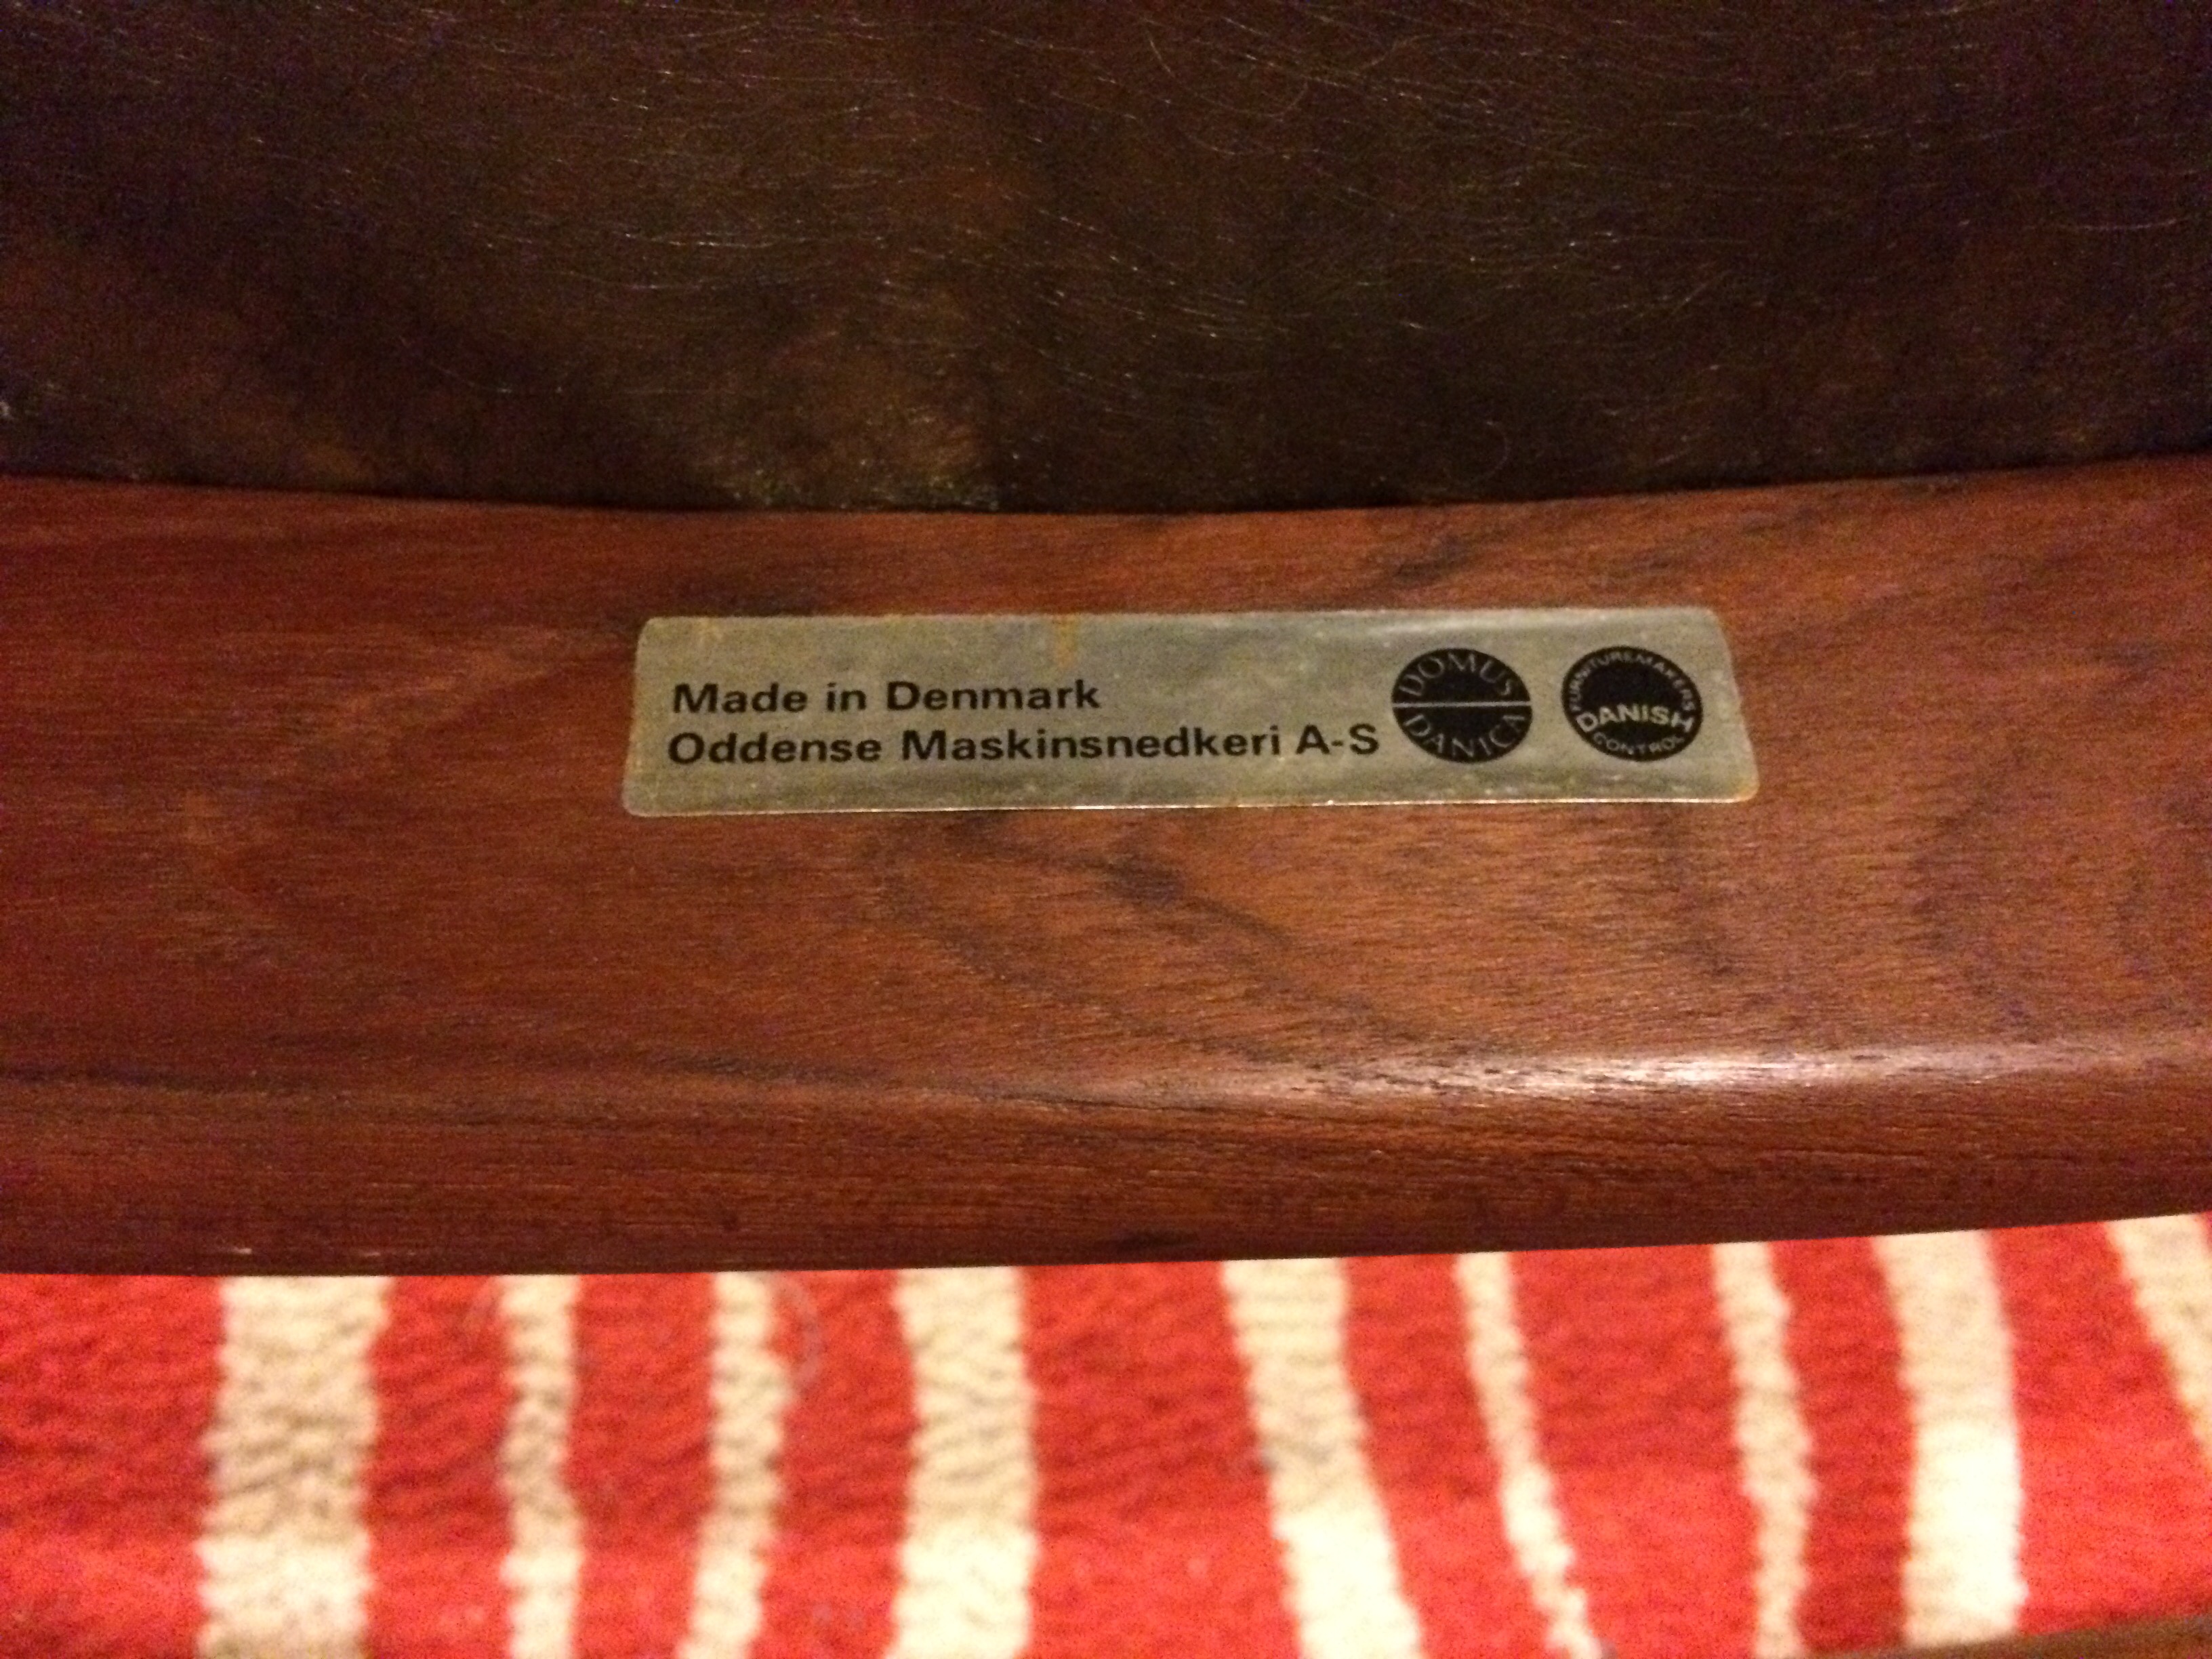 Made in Denmark
Oddense Maskinsnedkeri A-S
DOMUS
DANICA
FURNITUREMAKERS
DANISH
CONTROL